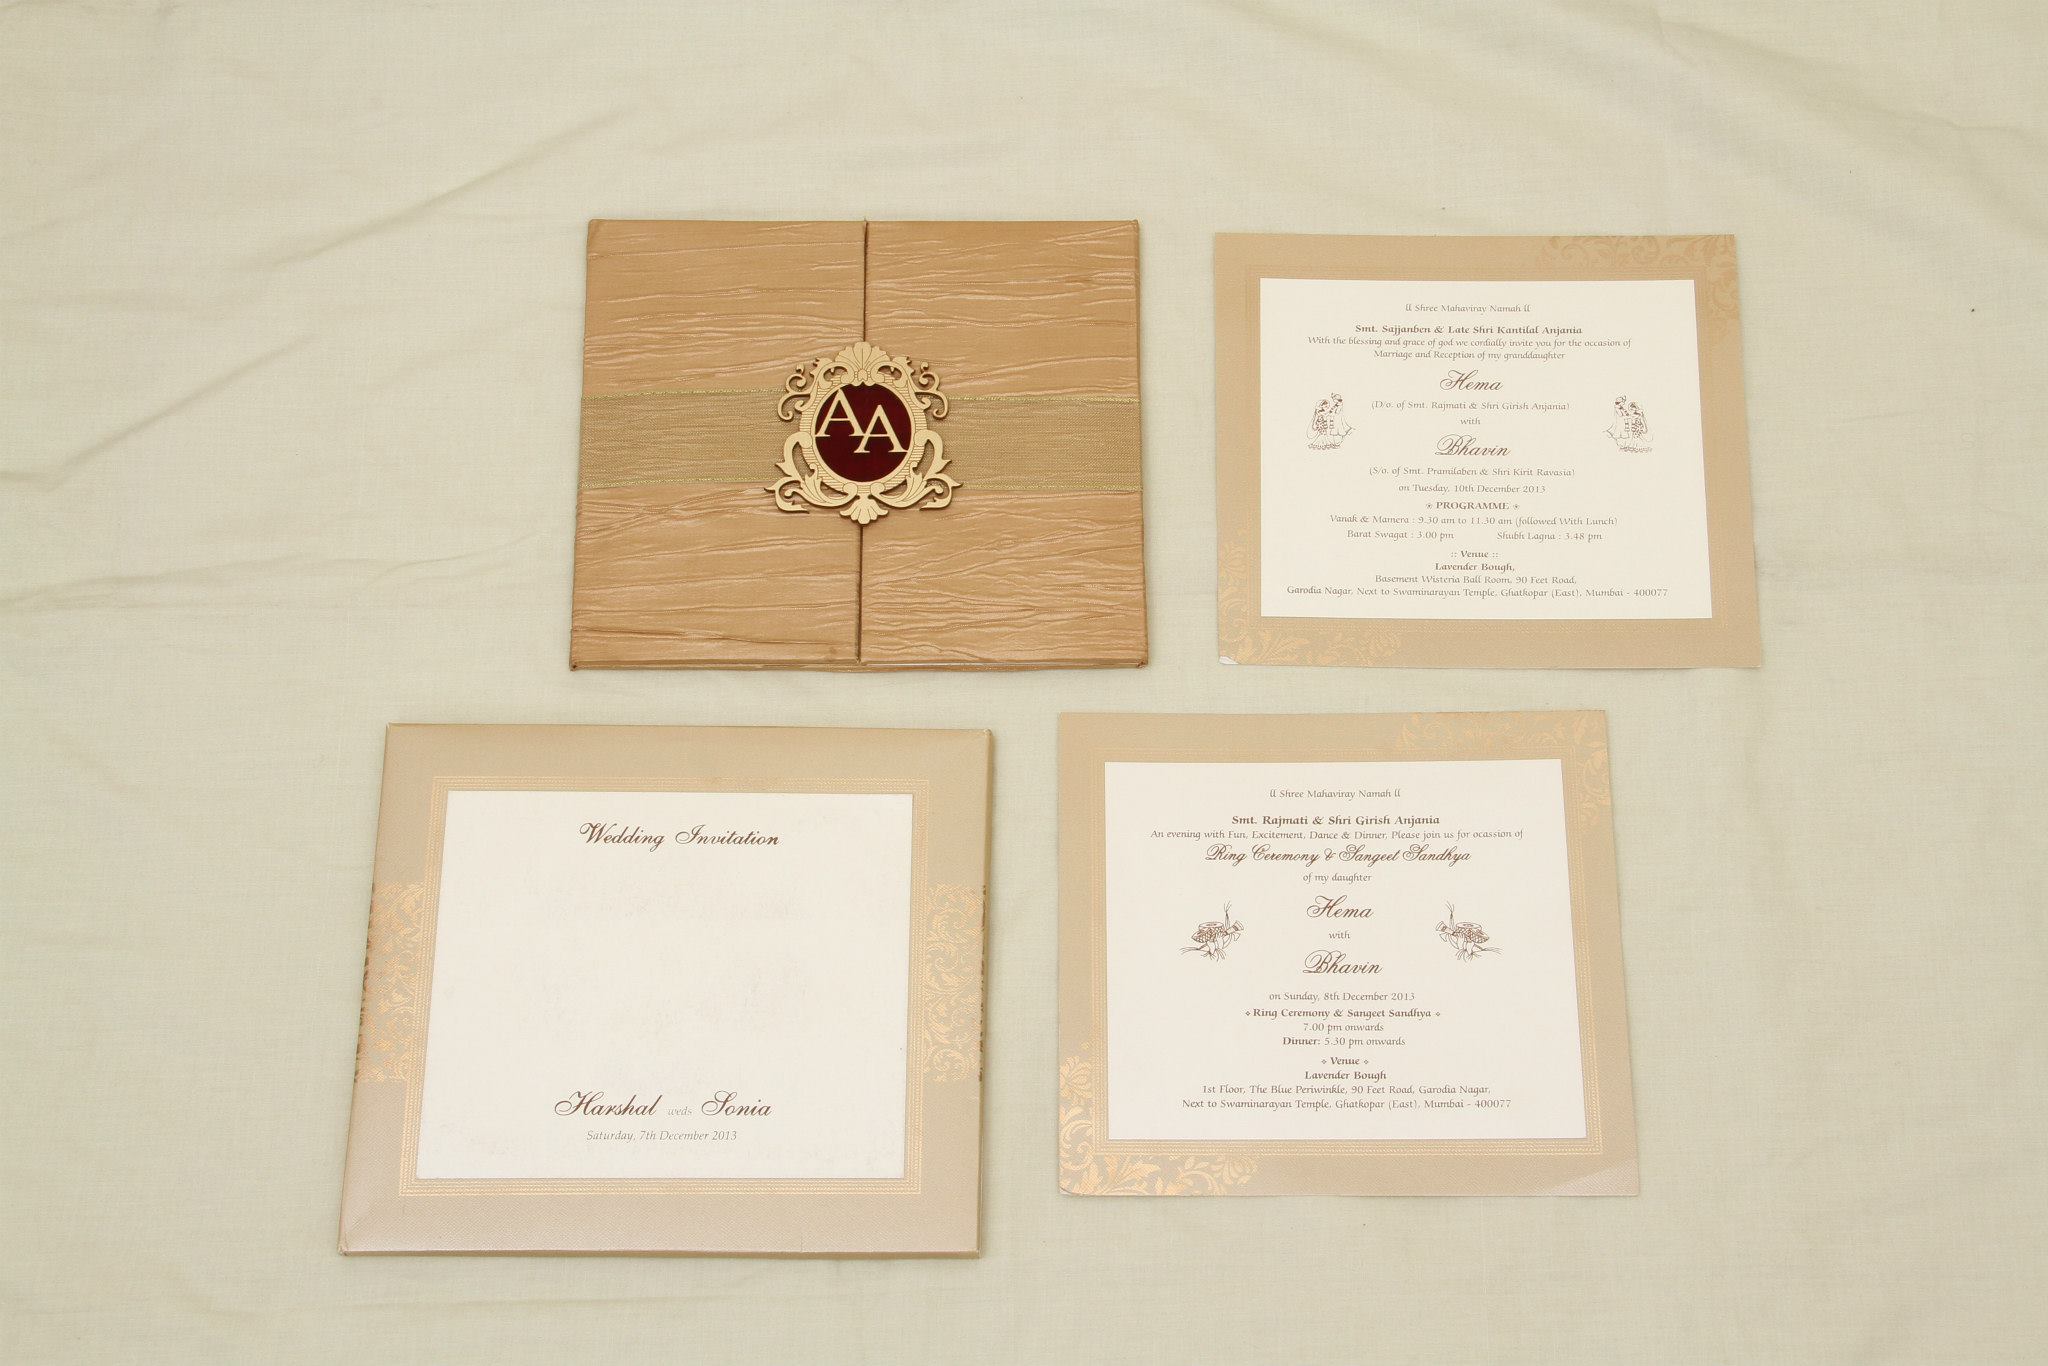 AA
ll Shree Mahaviray Namah ll
Smt. Sajjanben & Late Shri Kantilal Anjania
With the blessing and grace of god we cordially invite you for the occasion of
Marriage and Reception of my granddaughter
Hema
(D/o. of Smt. Rajmati & Shri Girish Anjania)
with
Bhavin
(S/o. of Smt. Pramilaben & Shri Kirit Ravasia)
on Tuesday, 10th December 2013
PROGRAMME
Vanak & Mamera : 9.30 am to 11.30 am (followed With Lunch)
Barat Swagat : 3.00 pm Shubh Lagna : 3.48 pm
:: Venue ::
Lavender Bough,
Basement Wisteria Ball Room, 90 Feet Road,
Garodia Nagar, Next to Swaminarayan Temple, Ghatkopar (East), Mumbai - 400077
Wedding Invitation
Harshal weds Sonia
Saturday, 7th December 2013
ll Shree Mahaviray Namah ll
Smt. Rajmati & Shri Girish Anjania
An evening with Fun, Excitement, Dance & Dinner, Please join us for ocassion of
Ring Ceremony & Sangeet Sandhya
of my daughter
Hema
with
Bhavin
on Sunday, 8th December 2013
Ring Ceremony & Sangeet Sandhya
7.00 pm onwards
Dinner: 5.30 pm onwards
Venue
Lavender Bough
1st Floor, The Blue Periwinkle, 90 Feet Road, Garodia Nagar,
Next to Swaminarayan Temple, Ghatkopar (East), Mumbai - 400077